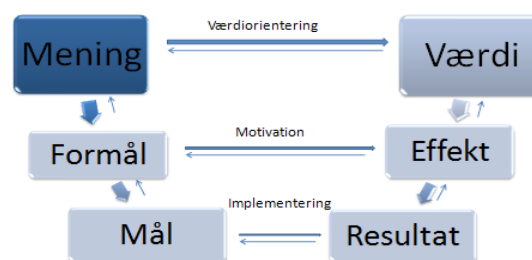 Værdiorientering
Mening
Værdi
Motivation
Formål
Effekt
Implementering
Mål
Resultat